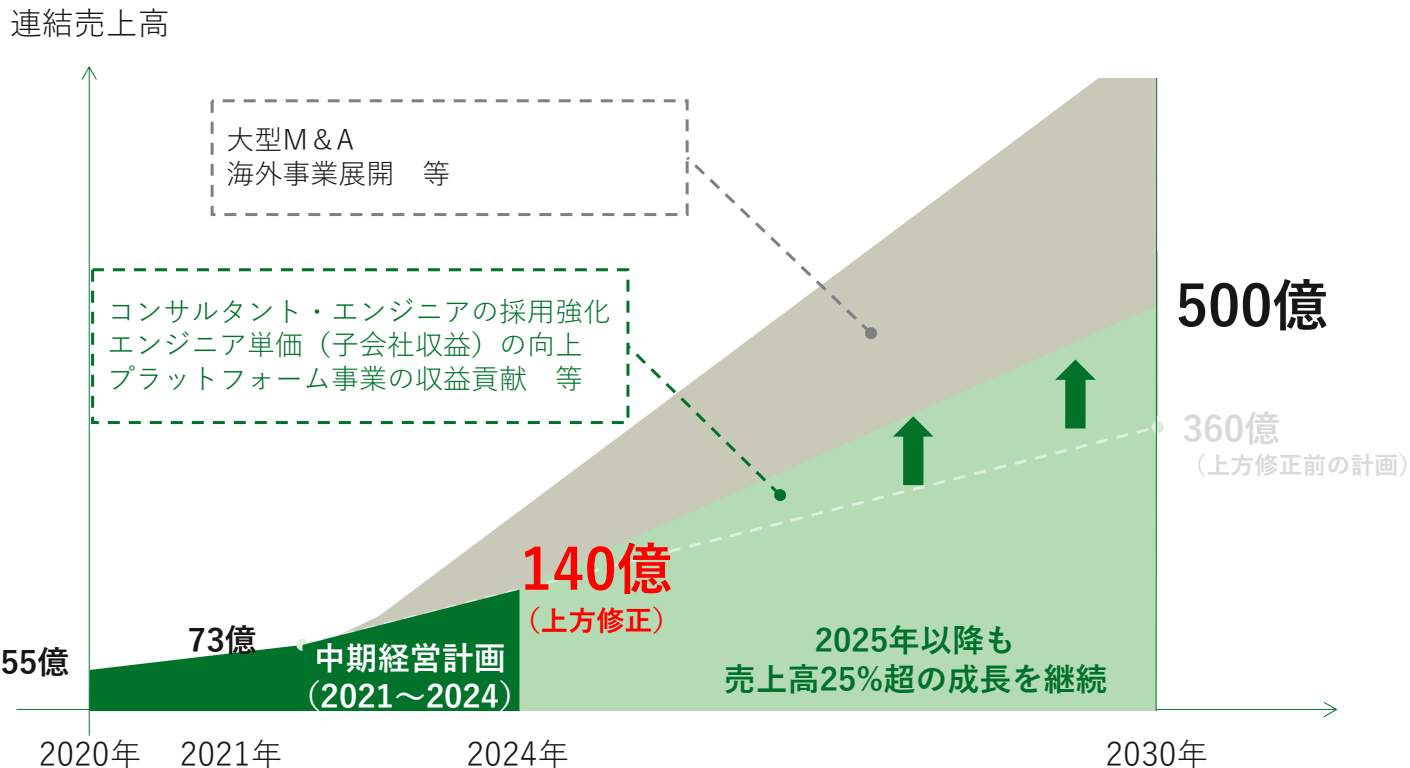 連結売上高
大型M&A
海外事業展開　等
コンサルタント・エンジニアの採用強化
エンジニア単価（子会社収益）の向上
プラットフォーム事業の収益貢献　等
500億
360億
（上方修正前の計画）
140億
（上方修正）
73億
55億
中期経営計画
（2021～2024）
2025年以降も
売上高25%超の成長を継続
2020年
2021年
2024年
2030年